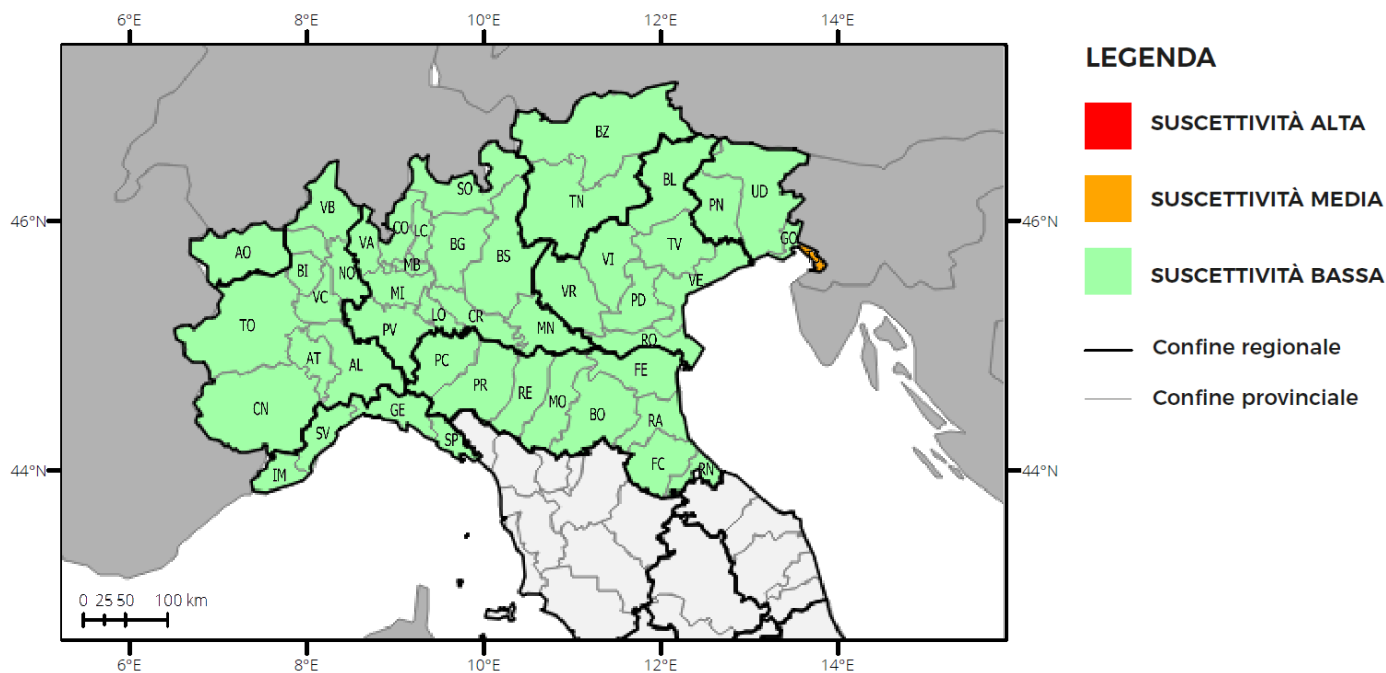 6°E 8°E 10°E 12°E 14°E
LEGENDA
SUSCETTIVITÀ ALTA
SUSCETTIVITÀ MEDIA
SUSCETTIVITÀ BASSA
Confine regionale
Confine provinciale
46°N 46°N
44°N 44°N
BZ
SO BL UD
VB TN PN
CO LC TV GO
AO VA BG BS VI
BI NO MB VE
VC MI VR PD
TO LO CR MN
PV RO
AT AL PC FE
PR RE MO
CN GE BO RA
SV SP
IM FC RN
0 25 50 100 km
6°E 8°E 10°E 12°E 14°E